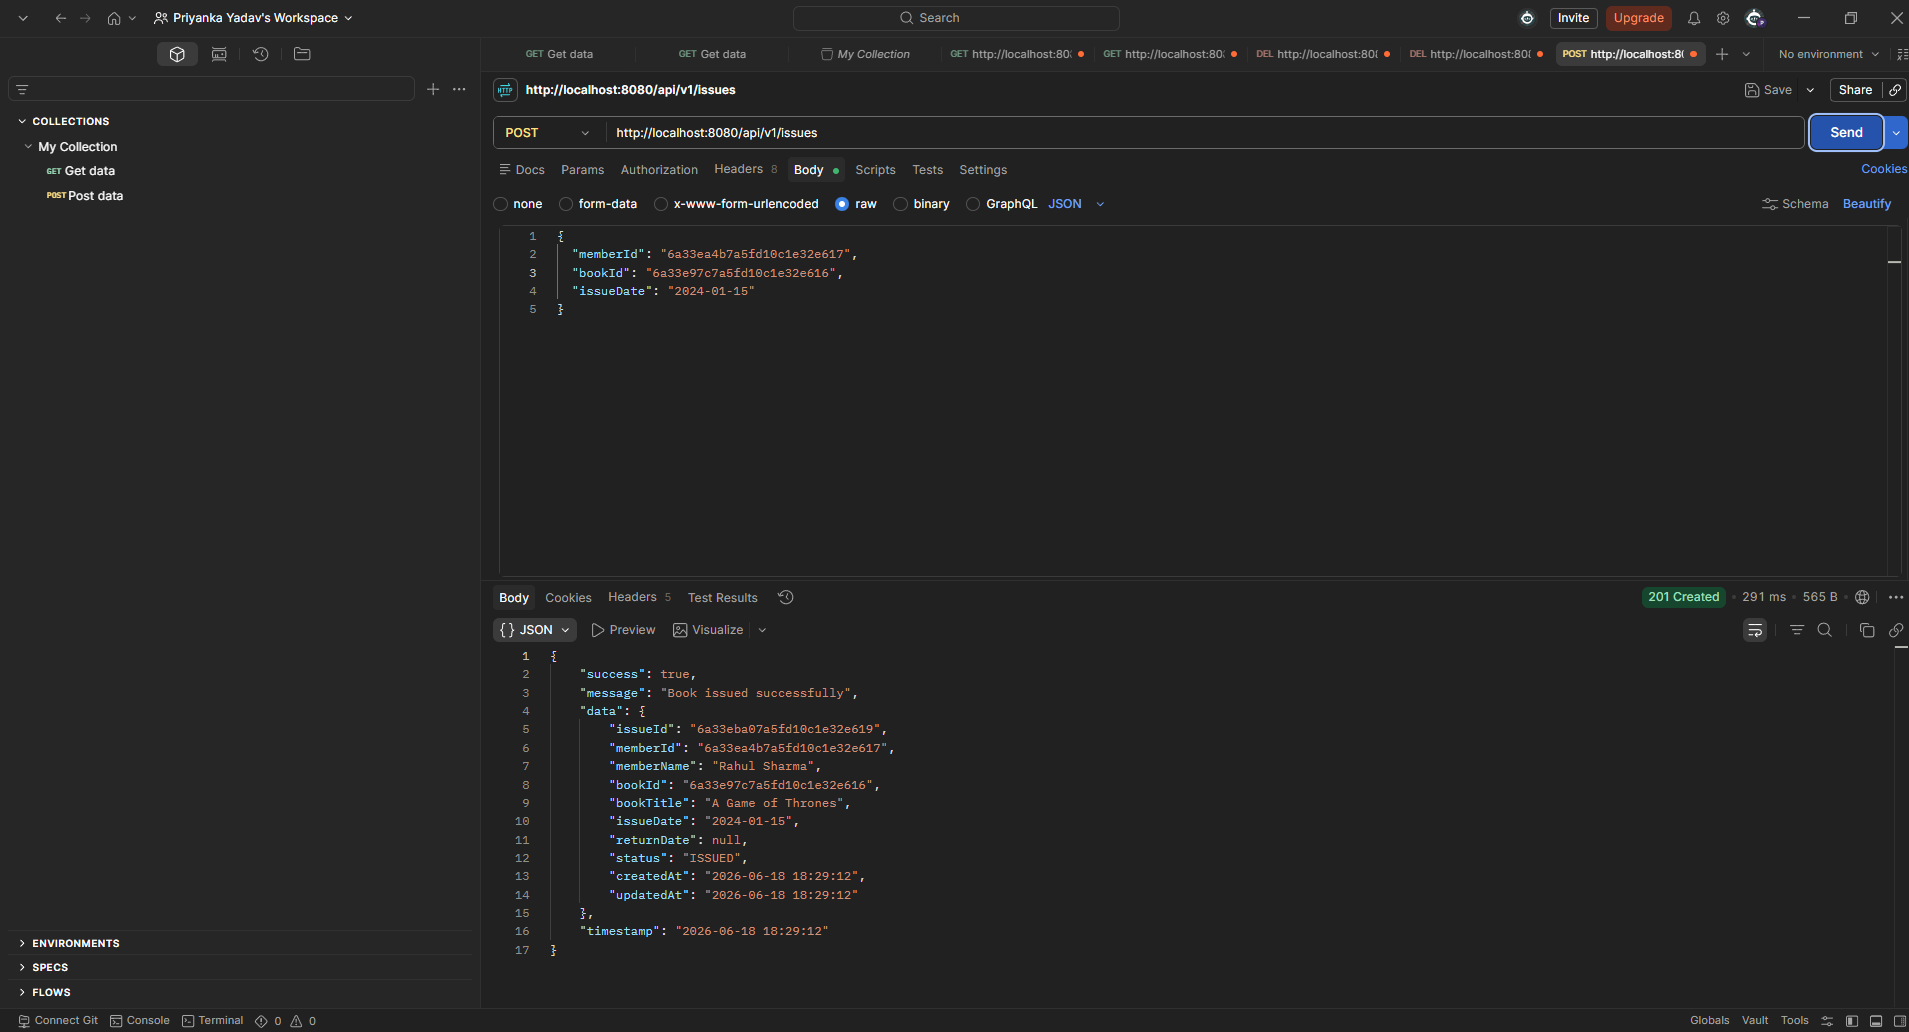 Priyanka Yadav's Workspace
Search
Invite
Upgrade
GET Get data
GET Get data
My Collection
GET http://localhost:80
GET http://localhost:80
DEL http://localhost:80
DEL http://localhost:80
POST http://localhost:80
No environment
HTTP http://localhost:8080/api/v1/issues
Save
Share
COLLECTIONS
My Collection
GET Get data
POST Post data
POST
http://localhost:8080/api/v1/issues
Send
Docs Params Authorization Headers 8 Body Scripts Tests Settings
Cookies
none form-data x-www-form-urlencoded raw binary GraphQL JSON
Schema Beautify
1 {
2 "memberId": "6a33ea4b7a5fd10c1e32e617",
3 "bookId": "6a33e97c7a5fd10c1e32e616",
4 "issueDate": "2024-01-15"
5 }
Body Cookies Headers 5 Test Results
201 Created 291 ms 565 B
{} JSON Preview Visualize
1 {
2 "success": true,
3 "message": "Book issued successfully",
4 "data": {
5 "issueId": "6a33eba07a5fd10c1e32e619",
6 "memberId": "6a33ea4b7a5fd10c1e32e617",
7 "memberName": "Rahul Sharma",
8 "bookId": "6a33e97c7a5fd10c1e32e616",
9 "bookTitle": "A Game of Thrones",
10 "issueDate": "2024-01-15",
11 "returnDate": null,
12 "status": "ISSUED",
13 "createdAt": "2026-06-18 18:29:12",
14 "updatedAt": "2026-06-18 18:29:12"
15 },
16 "timestamp": "2026-06-18 18:29:12"
17 }
ENVIRONMENTS
SPECS
FLOWS
Connect Git Console Terminal 0 0
Globals Vault Tools